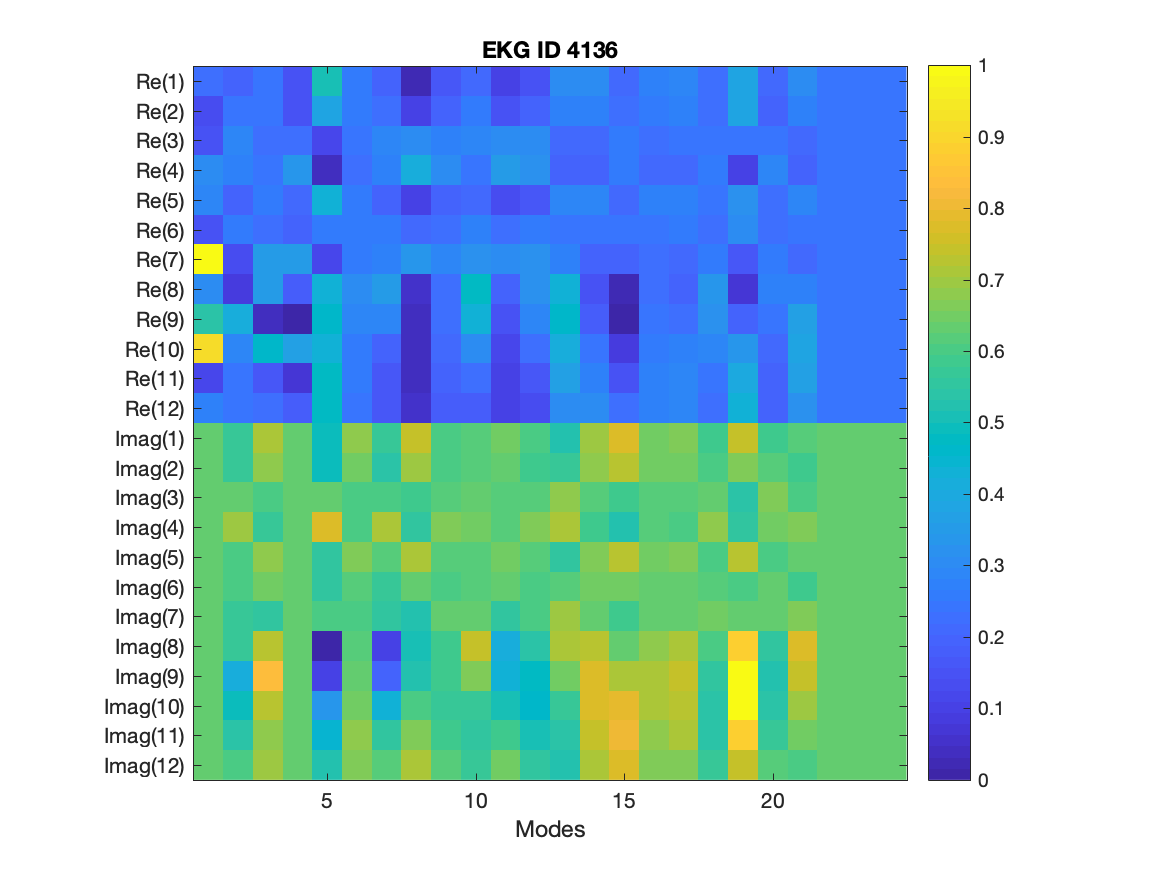 EKG ID 4136
Re(1)
Re(2)
Re(3)
Re(4)
Re(5)
Re(6)
Re(7)
Re(8)
Re(9)
Re(10)
Re(11)
Re(12)
Imag(1)
Imag(2)
Imag(3)
Imag(4)
Imag(5)
Imag(6)
Imag(7)
Imag(8)
Imag(9)
Imag(10)
Imag(11)
Imag(12)
5 10 15 20
Modes
1
0.9
0.8
0.7
0.6
0.5
0.4
0.3
0.2
0.1
0